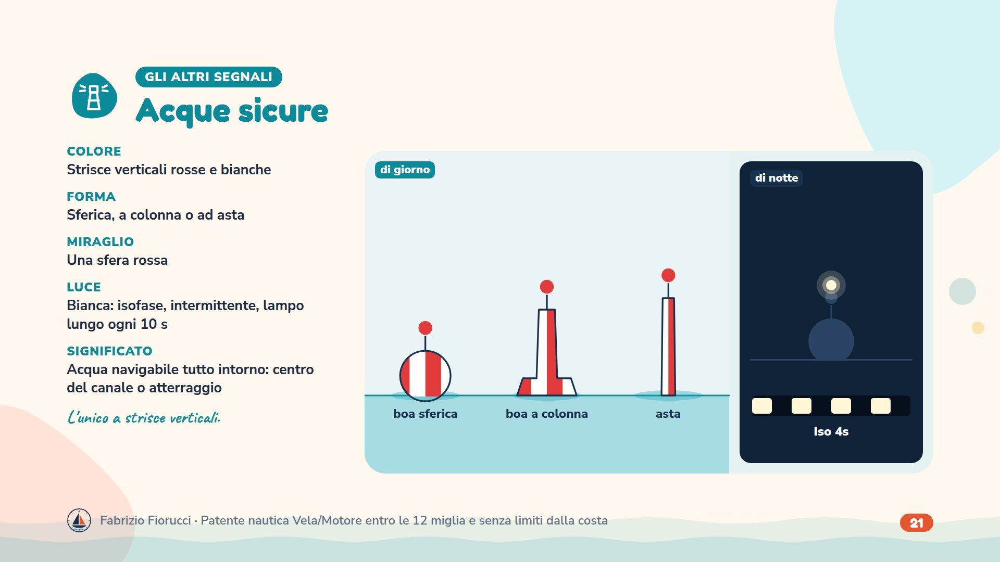 GLI ALTRI SEGNALI
Acque sicure
COLORE
Strisce verticali rosse e bianche
FORMA
Sferica, a colonna o ad asta
MIRAGLIO
Una sfera rossa
LUCE
Bianca: isofase, intermittente, lampo
lungo ogni 10 s
SIGNIFICATO
Acqua navigabile tutto intorno: centro
del canale o atterraggio
L'unico a strisce verticali.
di giorno
boa sferica
boa a colonna
asta
di notte
Iso 4s
Fabrizio Fiorucci · Patente nautica Vela/Motore entro le 12 miglia e senza limiti dalla costa
21